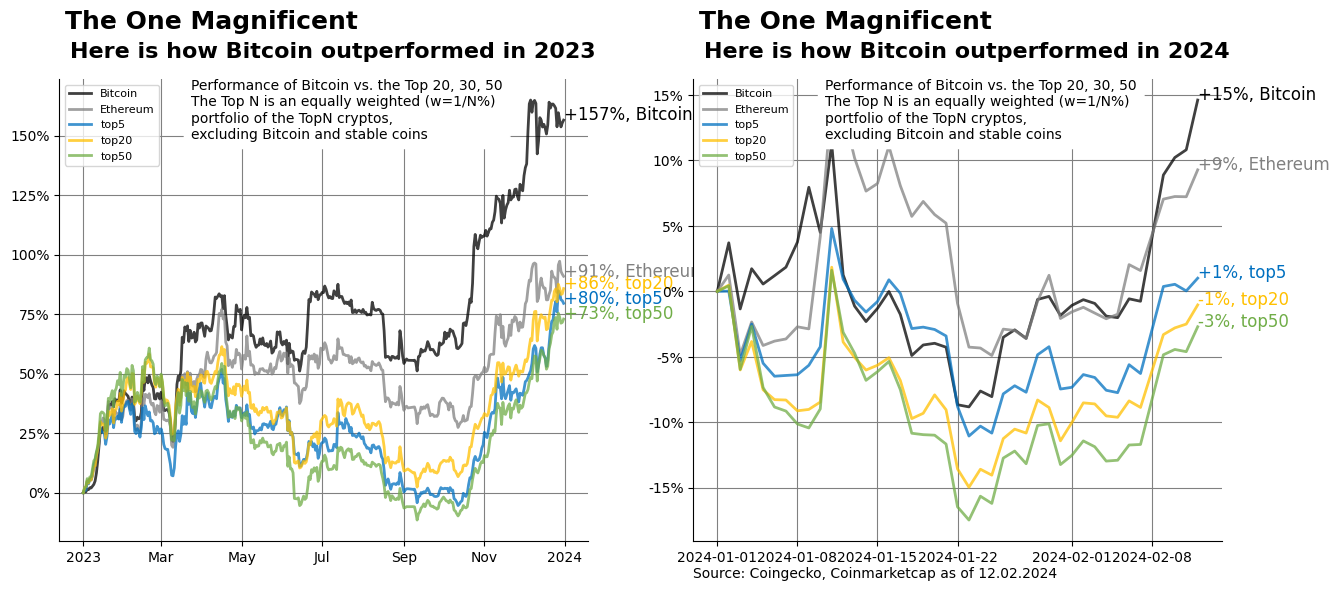 The One Magnificent
Here is how Bitcoin outperformed in 2023
Bitcoin
Ethereum
top5
top20
top50
Performance of Bitcoin vs. the Top 20, 30, 50
The Top N is an equally weighted (w=1/N%)
portfolio of the TopN cryptos,
excluding Bitcoin and stable coins
150%
125%
100%
75%
50%
25%
0%
+157%, Bitcoin
+91%, Ethereum
+86%, top20
+80%, top5
+73%, top50
2023
Mar
May
Jul
Sep
Nov
2024
The One Magnificent
Here is how Bitcoin outperformed in 2024
Bitcoin
Ethereum
top5
top20
top50
Performance of Bitcoin vs. the Top 20, 30, 50
The Top N is an equally weighted (w=1/N%)
portfolio of the TopN cryptos,
excluding Bitcoin and stable coins
15%
10%
5%
0%
-5%
-10%
-15%
+15%, Bitcoin
+9%, Ethereum
+1%, top5
-1%, top20
-3%, top50
2024-01-01
2024-01-08
2024-01-15
2024-01-22
2024-02-01
2024-02-08
Source: Coingecko, Coinmarketcap as of 12.02.2024